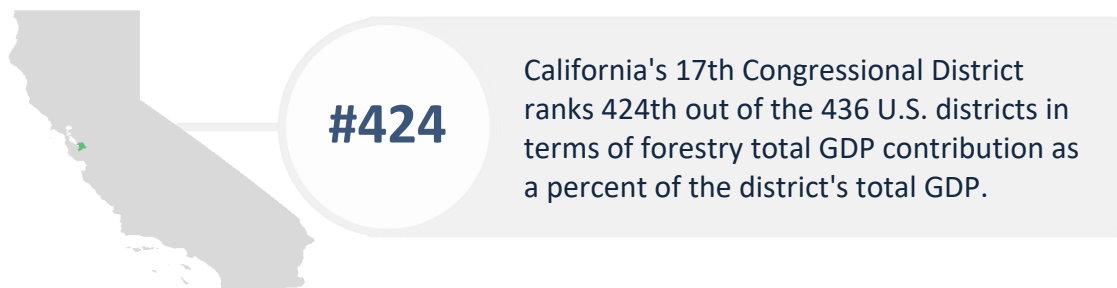 #424
California's 17th Congressional District
ranks 424th out of the 436 U.S. districts in
terms of forestry total GDP contribution as
a percent of the district's total GDP.